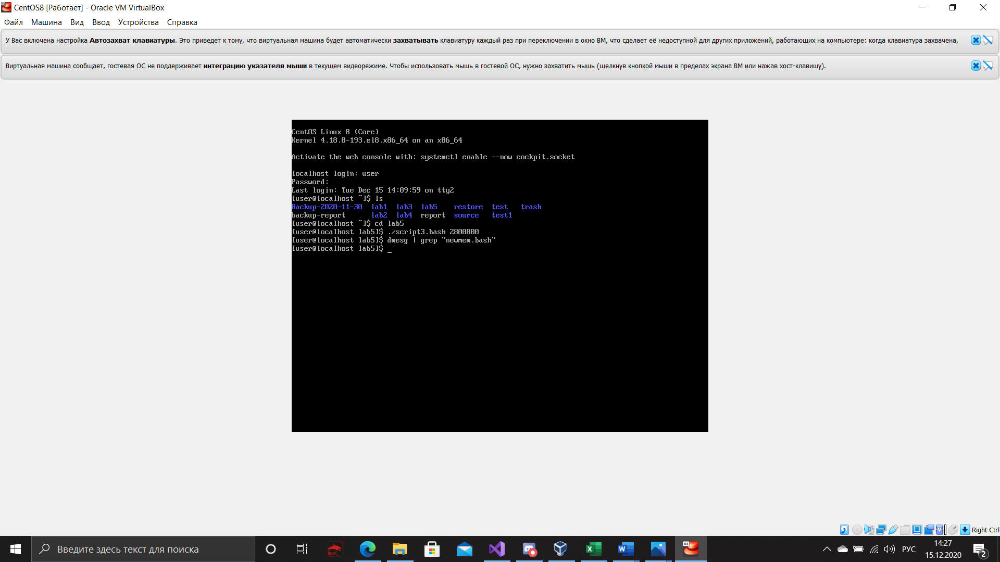 CentOS8 [Работает] - Oracle VM VirtualBox
Файл Машина Вид Ввод Устройства Справка
У Вас включена настройка Автозахват клавиатуры. Это приведет к тому, что виртуальная машина будет автоматически захватывать клавиатуру каждый раз при переключении в окно ВМ, что сделает её недоступной для других приложений, работающих на компьютере: когда клавиатура захвачена,
Виртуальная машина сообщает, гостевая ОС не поддерживает интеграцию указателя мыши в текущем видеорежиме. Чтобы использовать мышь в гостевой ОС, нужно захватить мышь (щелкнув кнопкой мыши в пределах экрана ВМ или нажав хост-клавишу).
CentOS Linux 8 (Core)
Kernel 4.18.0-193.el8.x86_64 on an x86_64
Activate the web console with: systemctl enable --now cockpit.socket
localhost login: user
Password:
Last login: Tue Dec 15 14:09:59 on tty2
[user@localhost ~]$ ls
Backup-2020-11-30 lab1 lab3 lab5 restore test trash
backup-report lab2 lab4 report source test1
[user@localhost ~]$ cd lab5
[user@localhost lab5]$ ./script3.bash 2800000
[user@localhost lab5]$ dmesg | grep "newmem.bash"
[user@localhost lab5]$ _
Right Ctrl
Введите здесь текст для поиска
РУС
14:27
15.12.2020
2